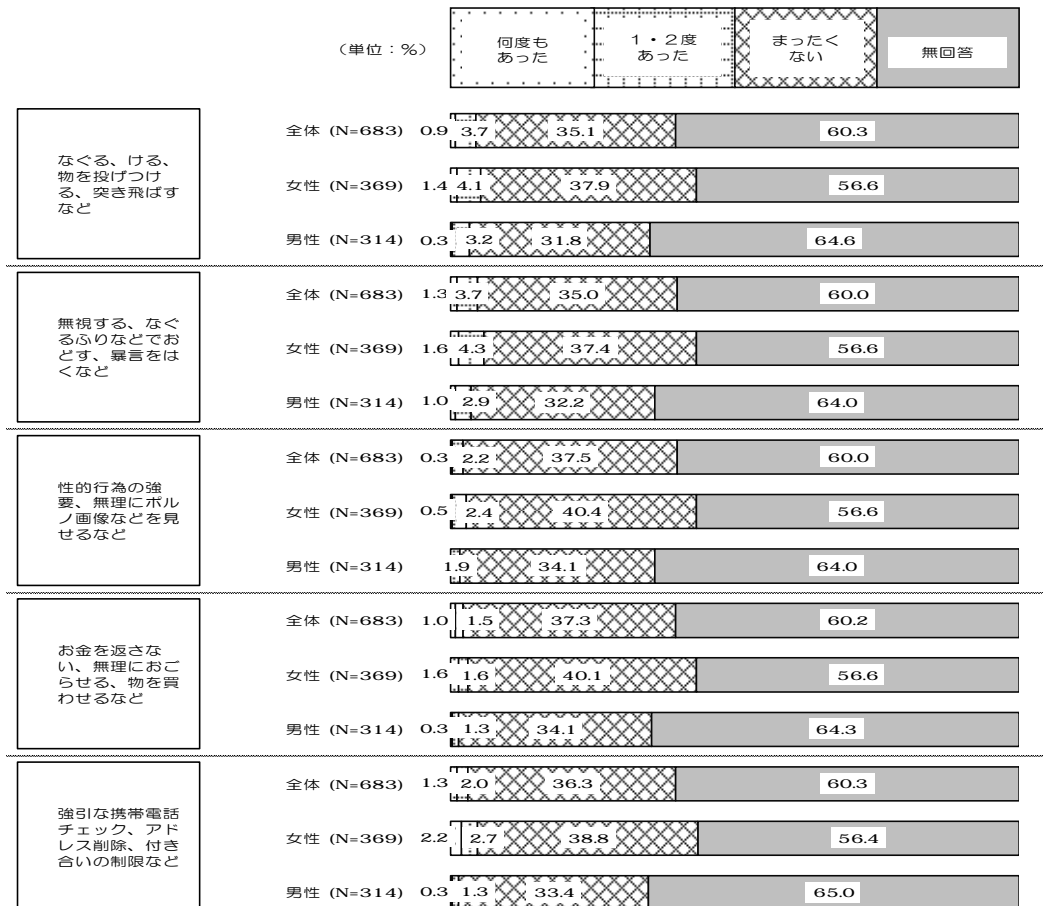 (単位：%)
何度も
あった
1・2度
あった
まったく
ない
無回答
なぐる、ける、
物を投げつけ
る、突き飛ばす
など
全体 (N=683) 0.9 3.7 35.1 60.3
女性 (N=369) 1.4 4.1 37.9 56.6
男性 (N=314) 0.3 3.2 31.8 64.6
無視する、なぐ
るふりなどでお
どす、暴言をは
くなど
全体 (N=683) 1.3 3.7 35.0 60.0
女性 (N=369) 1.6 4.3 37.4 56.6
男性 (N=314) 1.0 2.9 32.2 64.0
性的行為の強
要、無理にポル
ノ画像などを見
せるなど
全体 (N=683) 0.3 2.2 37.5 60.0
女性 (N=369) 0.5 2.4 40.4 56.6
男性 (N=314) 1.9 34.1 64.0
お金を返さな
い、無理におご
らせる、物を買
わせるなど
全体 (N=683) 1.0 1.5 37.3 60.2
女性 (N=369) 1.6 1.6 40.1 56.6
男性 (N=314) 0.3 1.3 34.1 64.3
強引な携帯電話
チェック、アド
レス削除、付き
合いの制限など
全体 (N=683) 1.3 2.0 36.3 60.3
女性 (N=369) 2.2 2.7 38.8 56.4
男性 (N=314) 0.3 1.3 33.4 65.0